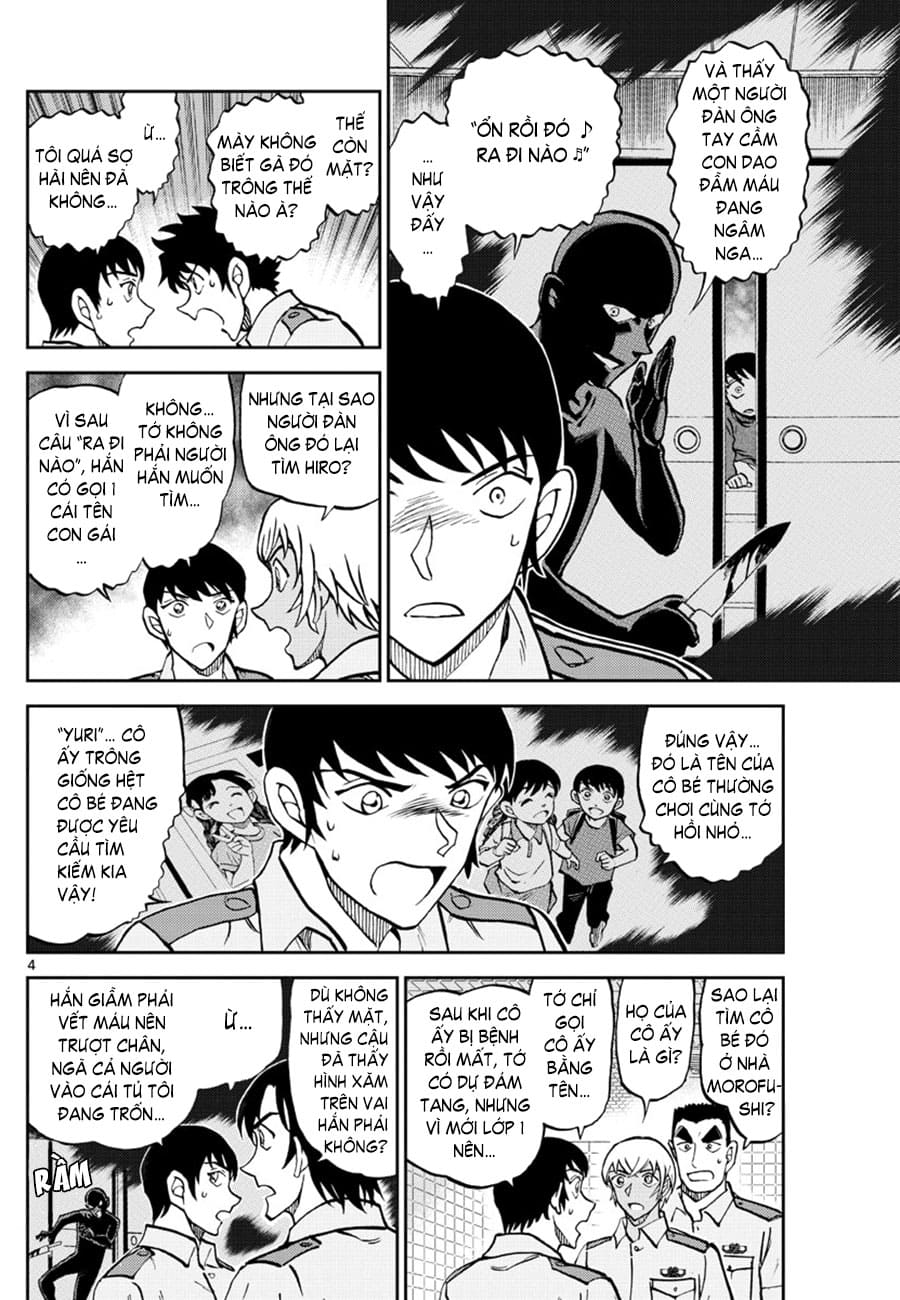 VÀ THẤY
MỘT NGƯỜI
ĐÀN ÔNG
TAY CẦM
CON DAO
ĐẪM MÁU
ĐANG
NGÂM
NGA...
"ỔN RỒI ĐÓ ♪
RA ĐI NÀO ♬"
...
NHƯ
VẬY
ĐẤY
...
THẾ
CÒN
MẶT?
MÀY KHÔNG
BIẾT GÃ ĐÓ
TRÔNG THẾ
NÀO À?
Ừ...
TÔI QUÁ SỢ
HÃI NÊN ĐÃ
KHÔNG...
NHƯNG TẠI SAO
NGƯỜI ĐÀN
ÔNG ĐÓ LẠI
TÌM HIRO?
KHÔNG...
TỚ KHÔNG
PHẢI NGƯỜI
HẮN MUỐN
TÌM...
VÌ SAU
CÂU "RA ĐI
NÀO", HẮN
CÓ GỌI 1
CÁI TÊN
CON GÁI
...
ĐÚNG VẬY...
ĐÓ LÀ TÊN CỦA
CÔ BÉ THƯỜNG
CHƠI CÙNG TỚ
HỒI NHỎ...
"YURI"... CÔ
ẤY TRÔNG
GIỐNG HỆT
CÔ BÉ ĐANG
ĐƯỢC YÊU
CẦU TÌM
KIẾM KIA
VẬY!
4
SAO LẠI
TÌM CÔ
BÉ ĐÓ
Ở NHÀ
MOROFU-
SHI?
HỌ CỦA
CÔ ẤY
LÀ GÌ?
TỚ CHỈ
GỌI
CÔ ẤY
BẰNG
TÊN...
SAU KHI CÔ
ẤY BỊ BỆNH
RỒI MẤT, TỚ
CÓ DỰ ĐÁM
TANG, NHƯNG
VÌ MỚI LỚP 1
NÊN...
DÙ KHÔNG
THẤY MẶT,
NHƯNG CẬU
ĐÃ THẤY
HÌNH XĂM
TRÊN VAI
HẮN PHẢI
KHÔNG?
Ừ...
HẮN GIẪM PHẢI
VẾT MÁU NÊN
TRƯỢT CHÂN,
NGÃ CẢ NGƯỜI
VÀO CÁI TỦ TÔI
ĐANG TRỐN...
RẦM